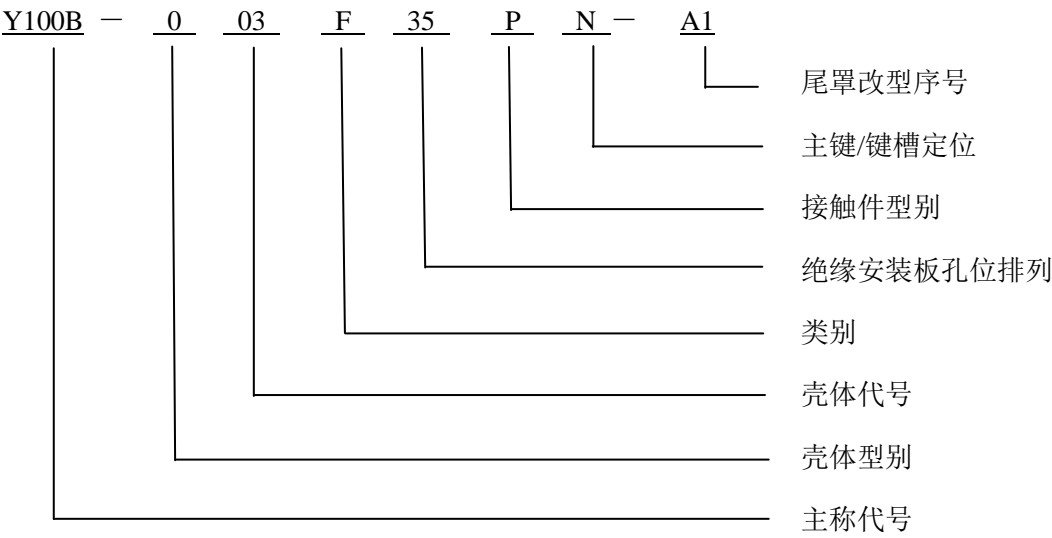 Y100B － 0 03 F 35 P N － A1
尾罩改型序号
主键/键槽定位
接触件型别
绝缘安装板孔位排列
类别
壳体代号
壳体型别
主称代号